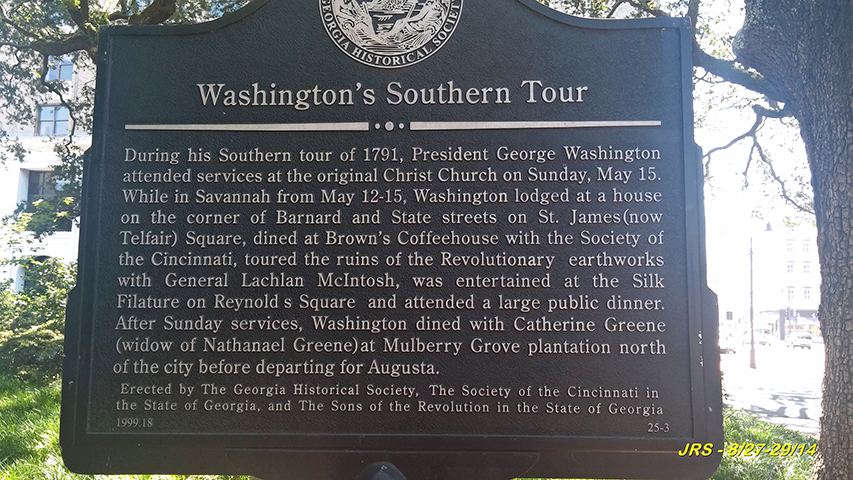 GEORGIA HISTORICAL SOCIETY
Washington's Southern Tour
During his Southern tour of 1791, President George Washington
attended services at the original Christ Church on Sunday, May 15.
While in Savannah from May 12-15, Washington lodged at a house
on the corner of Barnard and State streets on St. James(now
Telfair) Square, dined at Brown's Coffeehouse with the Society of
the Cincinnati, toured the ruins of the Revolutionary earthworks
with General Lachlan McIntosh, was entertained at the Silk
Filature on Reynold s Square and attended a large public dinner.
After Sunday services, Washington dined with Catherine Greene
(widow of Nathanael Greene)at Mulberry Grove plantation north
of the city before departing for Augusta.
Erected by The Georgia Historical Society, The Society of the Cincinnati in
the State of Georgia, and The Sons of the Revolution in the State of Georgia
1999.18 25-3
JRS - 8/27-29/14